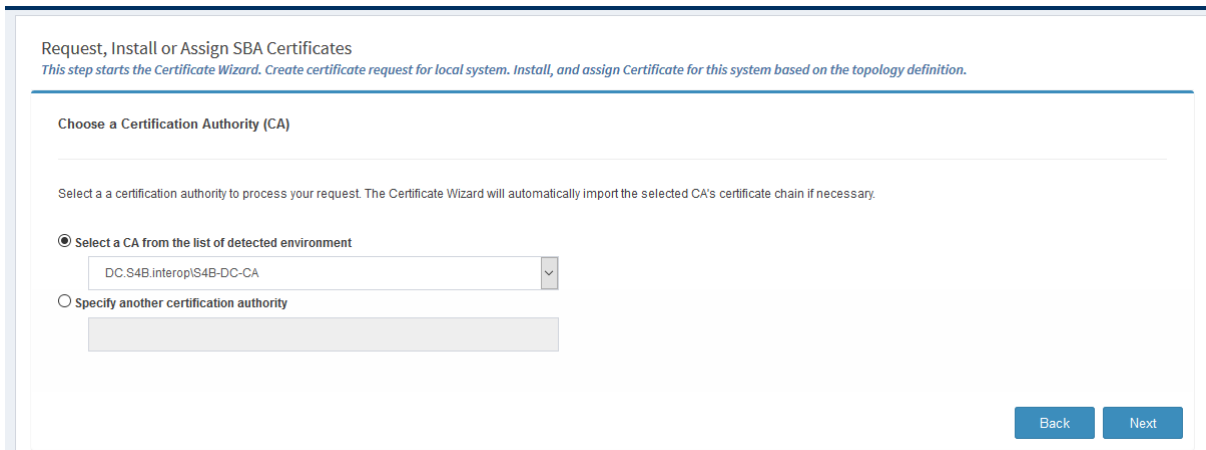 Request, Install or Assign SBA Certificates
This step starts the Certificate Wizard. Create certificate request for local system. Install, and assign Certificate for this system based on the topology definition.
Choose a Certification Authority (CA)
Select a a certification authority to process your request. The Certificate Wizard will automatically import the selected CA's certificate chain if necessary.
Select a CA from the list of detected environment
DC.S4B.interop\S4B-DC-CA
Specify another certification authority
Back Next